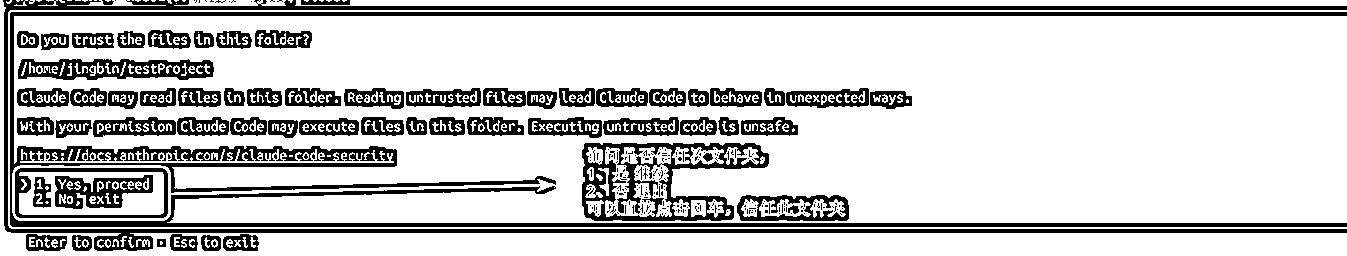 Do you trust the files in this folder?
/home/jingbin/testProject
Claude Code may read files in this folder. Reading untrusted files may lead Claude Code to behave in unexpected ways.
With your permission Claude Code may execute files in this folder. Executing untrusted code is unsafe.
https://docs.anthropic.com/s/claude-code-security
询问是否信任次文件夹,
❯ 1. Yes, proceed
1、是 继续
2. No, exit
2、否 退出
可以直接点击回车, 信任此文件夹
Enter to confirm · Esc to exit